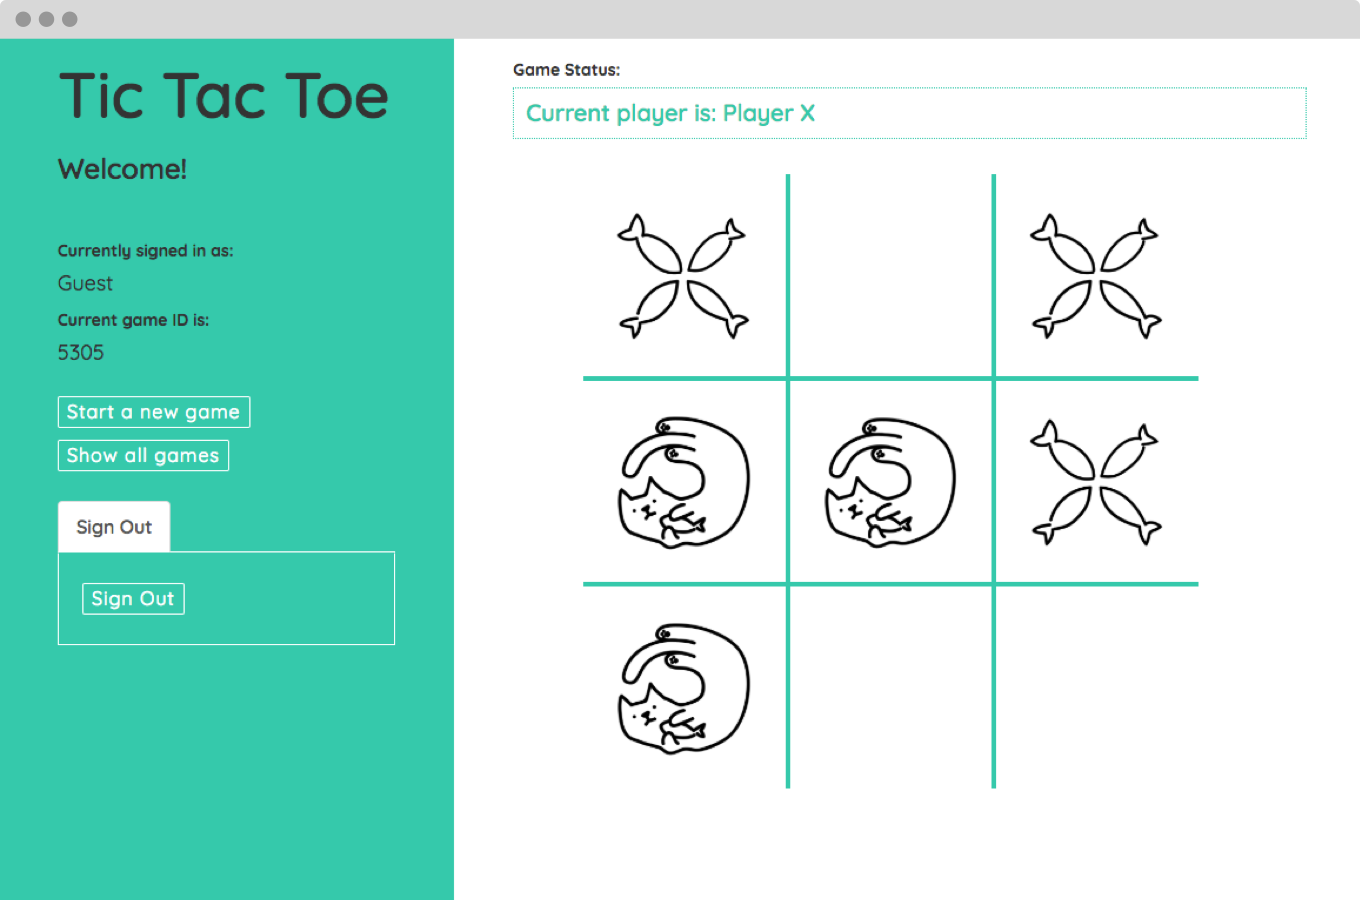 Tic Tac Toe
Welcome!
Currently signed in as:
Guest
Current game ID is:
5305
Start a new game
Show all games
Sign Out
Sign Out
Game Status:
Current player is: Player X